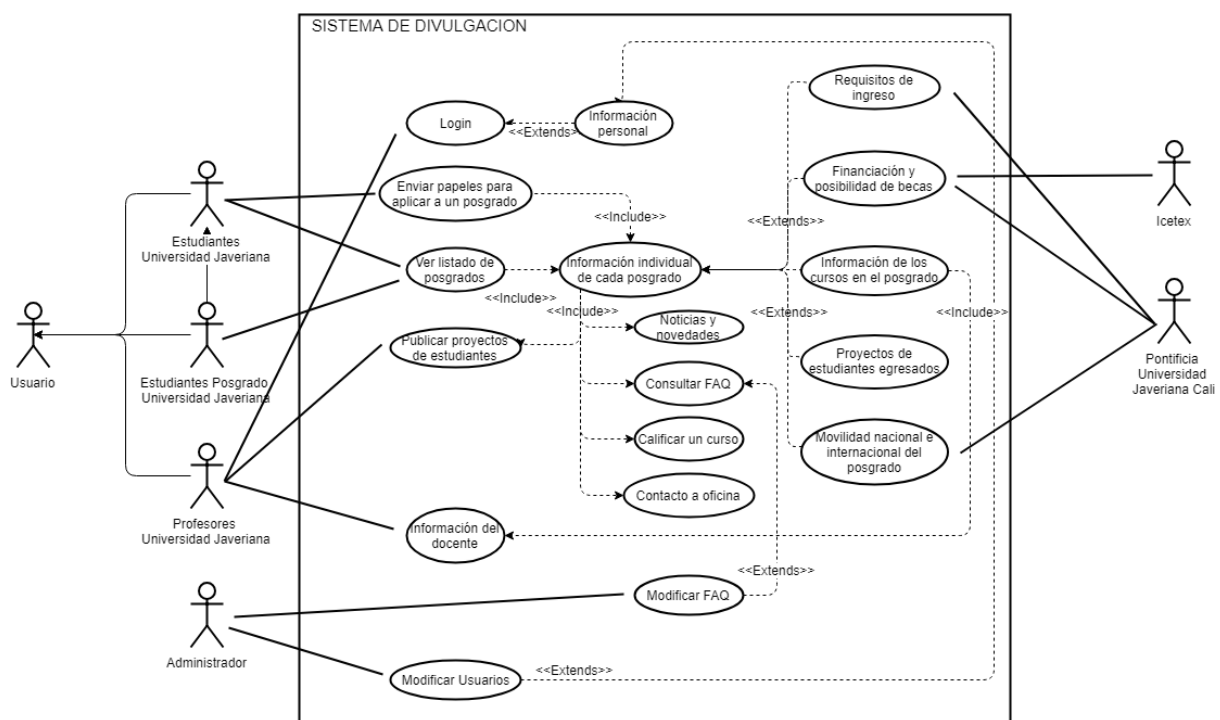 SISTEMA DE DIVULGACION
Login
<<Extends>
Información
personal
Requisitos de
ingreso
Enviar papeles para
aplicar a un posgrado
<<Include>>
Financiación y
posibilidad de becas
<<Extends>>
Icetex
Estudiantes
Universidad Javeriana
Ver listado de
posgrados
<<Include>>
Información individual
de cada posgrado
<<Include>>
Información de los
cursos en el posgrado
<<Extends>>
<<Include>>
Noticias y
novedades
Publicar proyectos
de estudiantes
Proyectos de
estudiantes egresados
Usuario
Estudiantes Posgrado
Universidad Javeriana
Pontificia
Universidad
Javeriana Cali
Consultar FAQ
Calificar un curso
Movilidad nacional e
internacional del
posgrado
Contacto a oficina
Profesores
Universidad Javeriana
Información del
docente
<<Extends>>
Modificar FAQ
Administrador
Modificar Usuarios
<<Extends>>